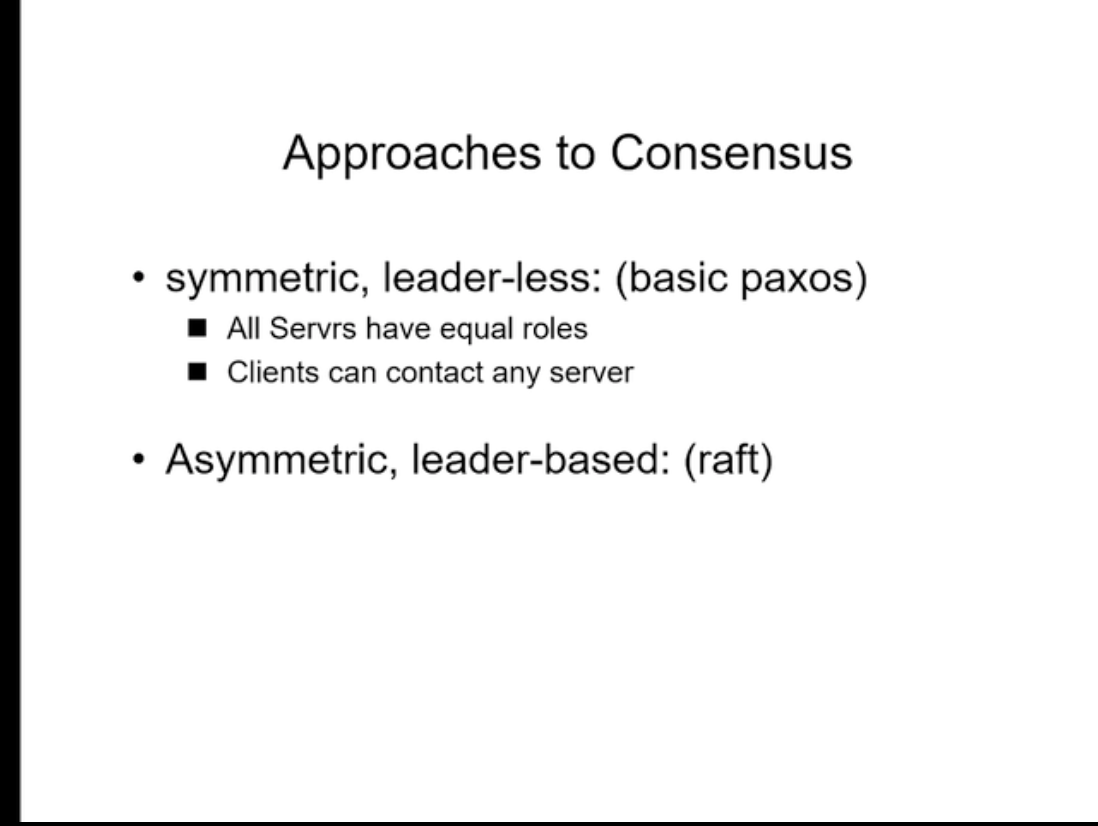 Approaches to Consensus
• symmetric, leader-less: (basic paxos)
■ All Servrs have equal roles
■ Clients can contact any server
• Asymmetric, leader-based: (raft)